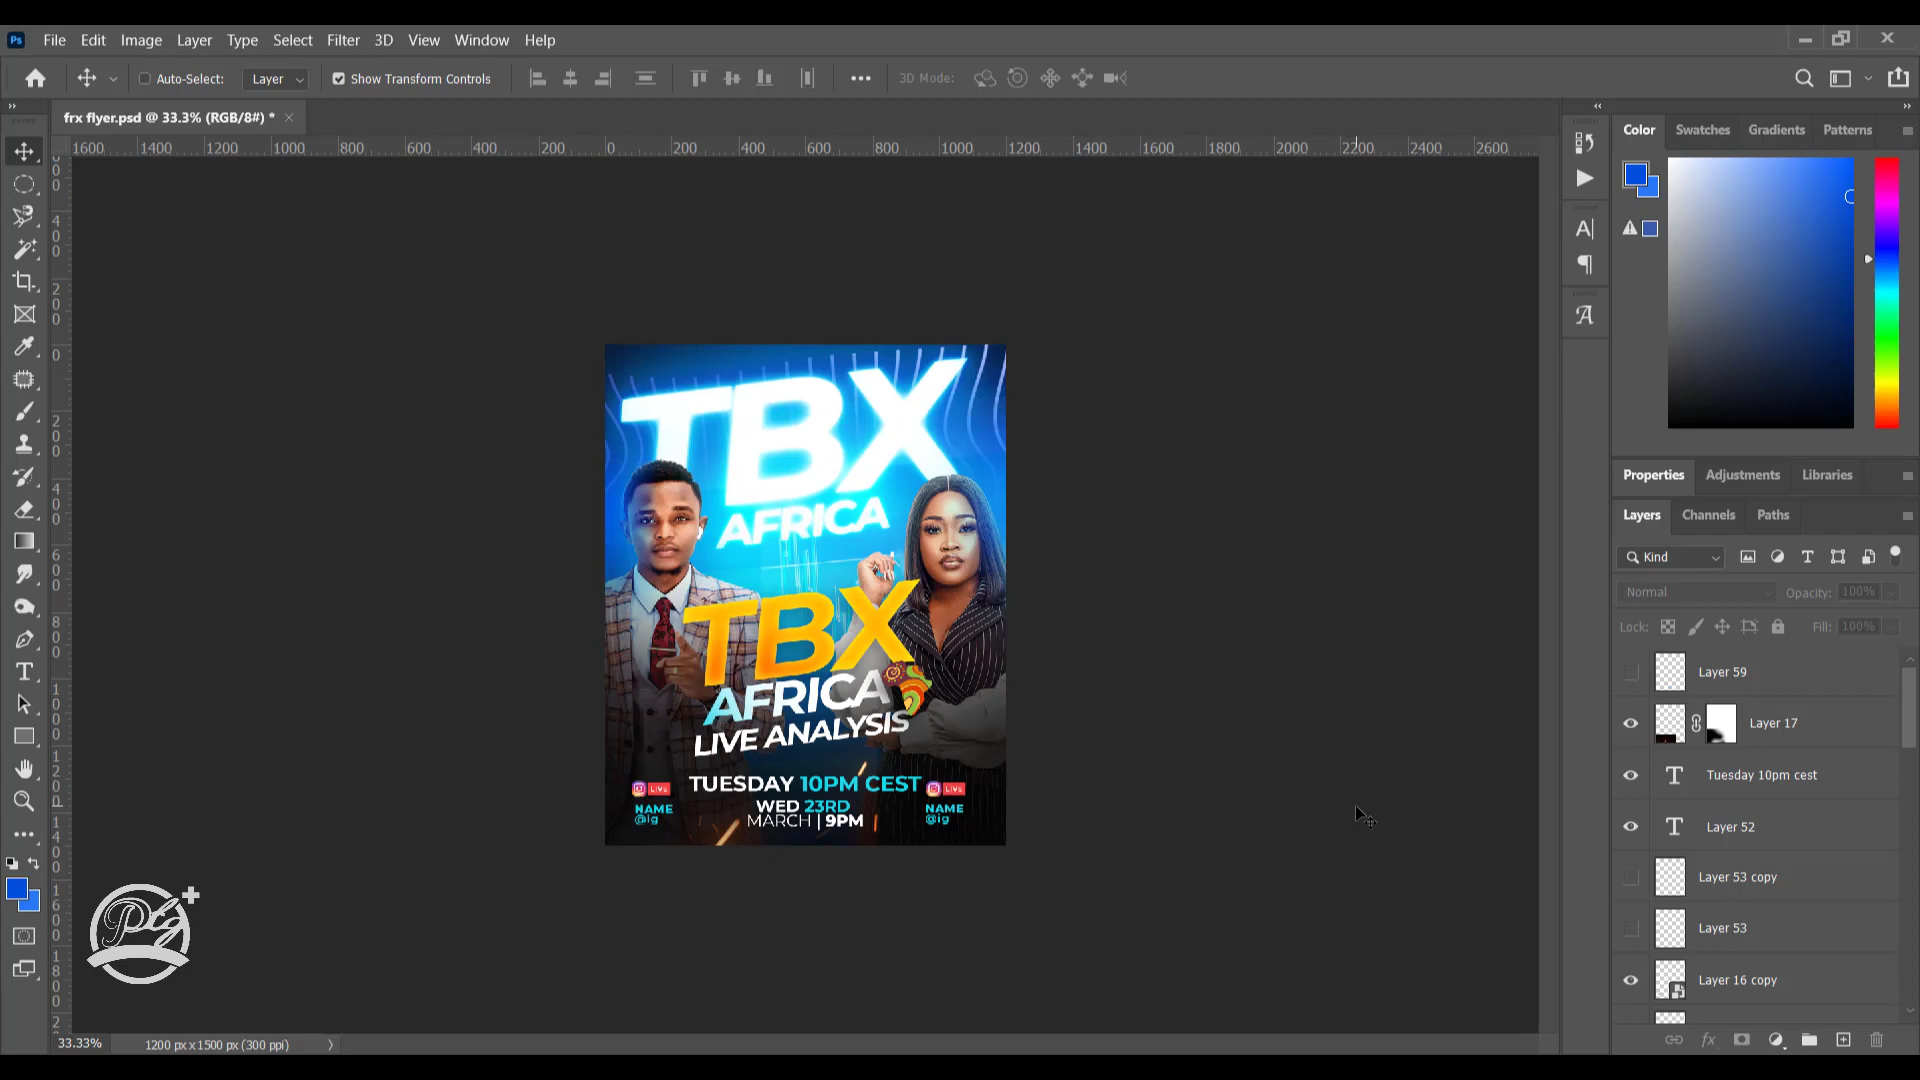 Ps File Edit Image Layer Type Select Filter 3D View Window Help
Auto-Select: Layer Show Transform Controls 3D Mode:
frx flyer.psd @ 33.3% (RGB/8#) *
1600 1400 1200 1000 800 600 400 200 0 200 400 600 800 1000 1200 1400 1600 1800 2000 2200 2400 2600
Color Swatches Gradients Patterns
TBX
AFRICA
TBX
AFRICA
LIVE ANALYSIS
TUESDAY 10PM CEST
WED 23RD
MARCH | 9PM
LIVE
NAME
@ig
LIVE
NAME
@ig
Properties Adjustments Libraries
Layers Channels Paths
Kind
Normal Opacity: 100%
Lock: Fill: 100%
Layer 59
Layer 17
Tuesday 10pm cest
Layer 52
Layer 53 copy
Layer 53
Layer 16 copy
Plg+
33.33% 1200 px x 1500 px (300 ppi)